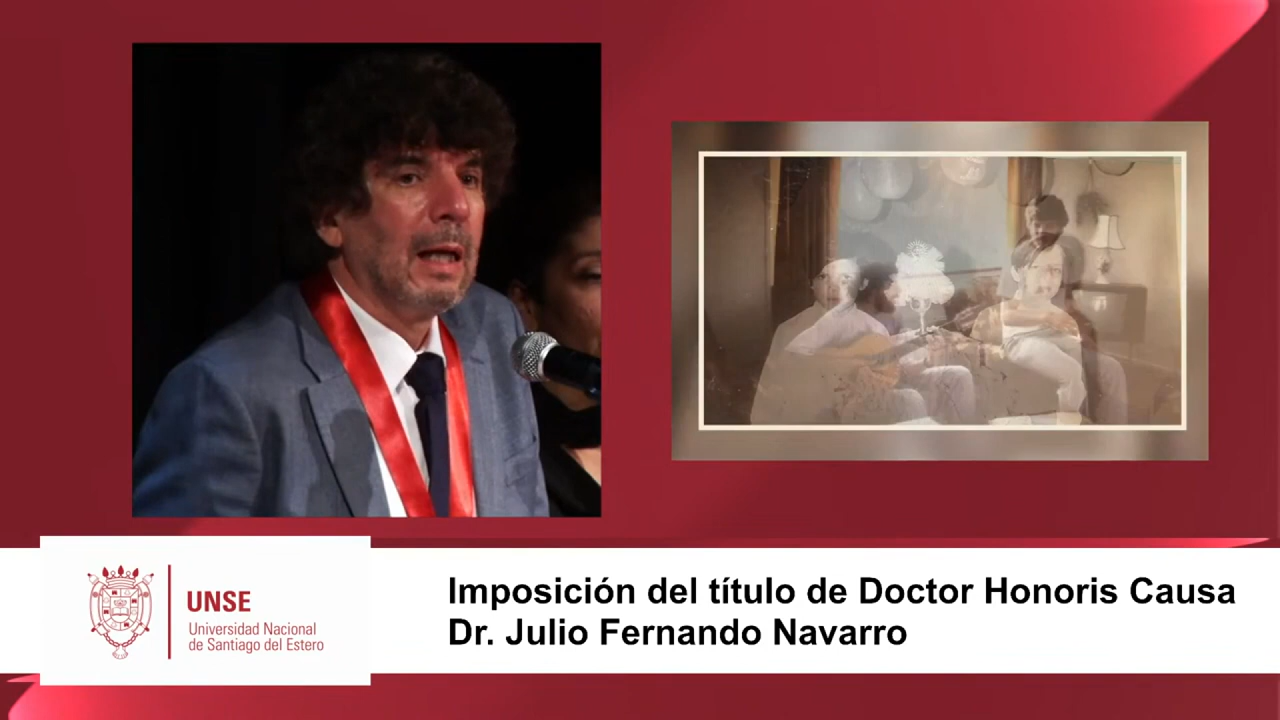 UNSE
Universidad Nacional
de Santiago del Estero
Imposición del título de Doctor Honoris Causa
Dr. Julio Fernando Navarro